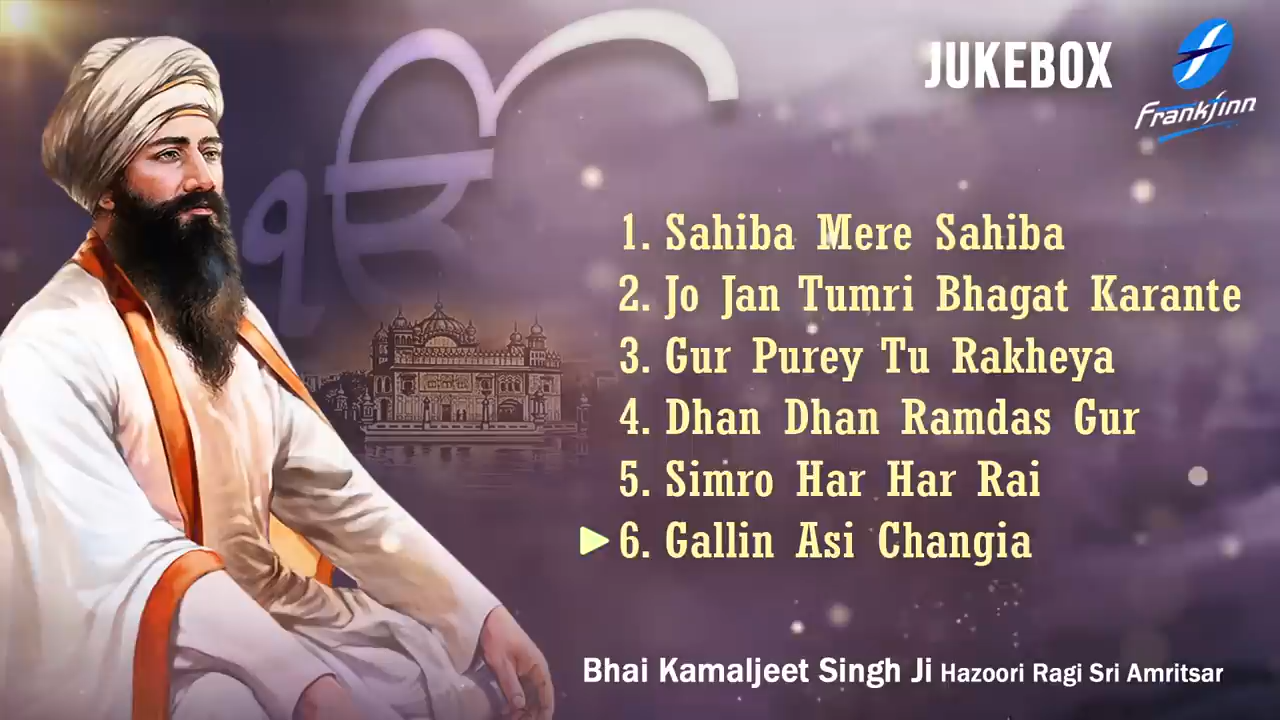 JUKEBOX
Frankfinn
ੴ
1. Sahiba Mere Sahiba
2. Jo Jan Tumri Bhagat Karante
3. Gur Purey Tu Rakheya
4. Dhan Dhan Ramdas Gur
5. Simro Har Har Rai
6. Gallin Asi Changia
Bhai Kamaljeet Singh Ji Hazoori Ragi Sri Amritsar